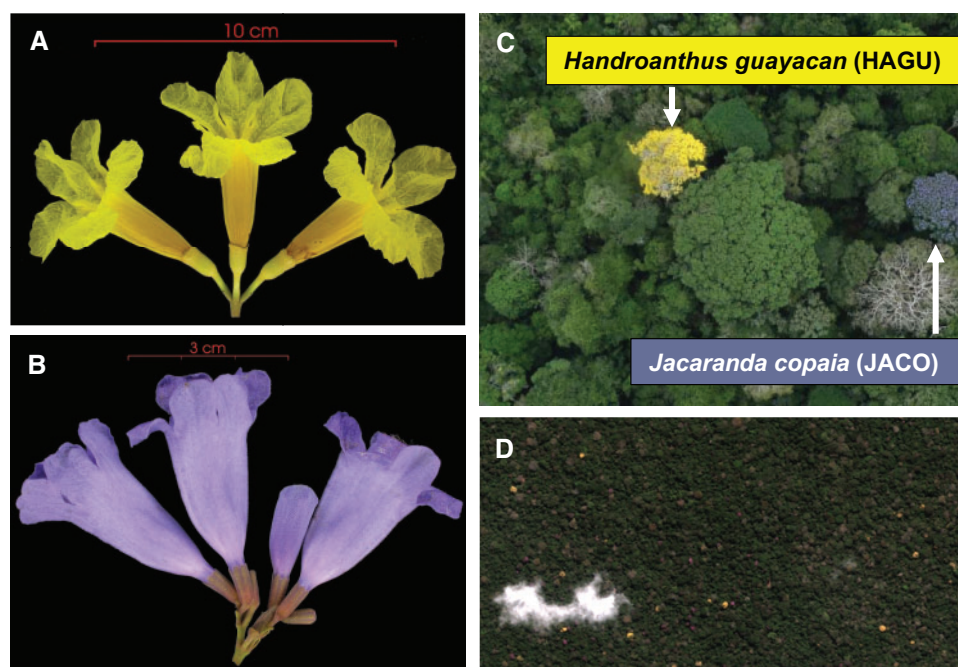 A
10 cm
B
3 cm
C
Handroanthus guayacan (HAGU)
Jacaranda copaia (JACO)
D